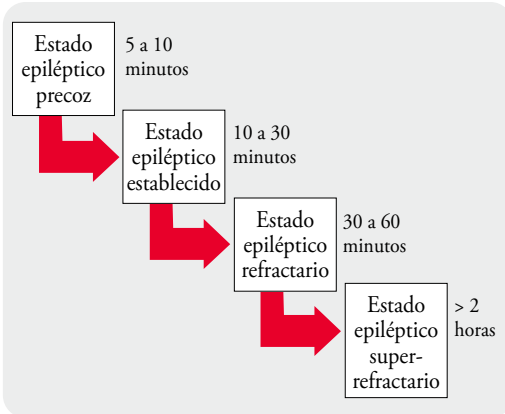 Estado
epiléptico
precoz
5 a 10
minutos
Estado
epiléptico
establecido
10 a 30
minutos
Estado
epiléptico
refractario
30 a 60
minutos
Estado
epiléptico
super-
refractario
> 2
horas